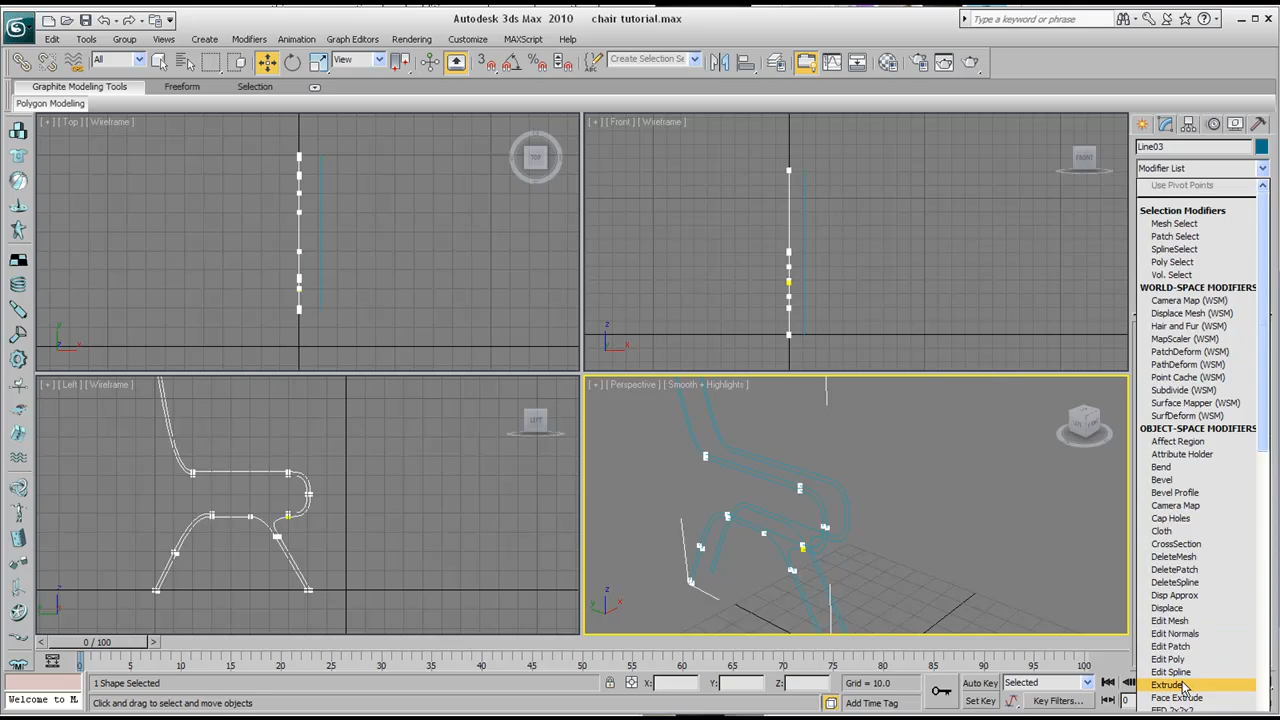 Autodesk 3ds Max 2010 chair tutorial.max
Type a keyword or phrase
Edit Tools Group Views Create Modifiers Animation Graph Editors Rendering Customize MAXScript Help
All View 3 Create Selection Se
Graphite Modeling Tools Freeform Selection
Polygon Modeling
[ + ] [ Top ] [ Wireframe ]
TOP
[ + ] [ Front ] [ Wireframe ]
FRONT
[ + ] [ Left ] [ Wireframe ]
LEFT
[ + ] [ Perspective ] [ Smooth + Highlights ]
Line03
Modifier List
Use Pivot Points
Selection Modifiers
Mesh Select
Patch Select
SplineSelect
Poly Select
Vol. Select
WORLD-SPACE MODIFIERS
Camera Map (WSM)
Displace Mesh (WSM)
Hair and Fur (WSM)
MapScaler (WSM)
PatchDeform (WSM)
PathDeform (WSM)
Point Cache (WSM)
Subdivide (WSM)
Surface Mapper (WSM)
SurfDeform (WSM)
OBJECT-SPACE MODIFIERS
Affect Region
Attribute Holder
Bend
Bevel
Bevel Profile
Camera Map
Cap Holes
Cloth
CrossSection
DeleteMesh
DeletePatch
DeleteSpline
Disp Approx
Displace
Edit Mesh
Edit Normals
Edit Patch
Edit Poly
Edit Spline
Extrude
Face Extrude
FFD 2x2x2
0 / 100
0 5 10 15 20 25 30 35 40 45 50 55 60 65 70 75 80 85 90 95 100
1 Shape Selected X: Y: Z: Grid = 10.0 Auto Key Selected
Welcome to M Click and drag to select and move objects Add Time Tag Set Key Key Filters... 0